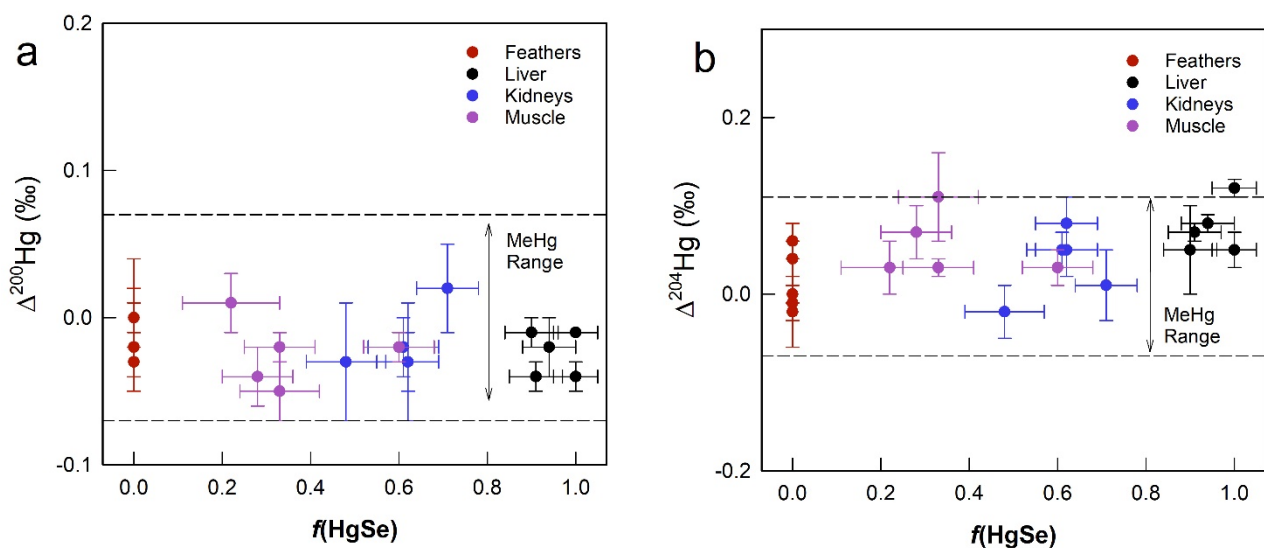 a
0.2
0.1
0.0
-0.1
Δ²⁰⁰Hg (‰)
Feathers
Liver
Kidneys
Muscle
MeHg
Range
0.0 0.2 0.4 0.6 0.8 1.0
f(HgSe)
b
0.2
0.0
-0.2
Δ²⁰⁴Hg (‰)
Feathers
Liver
Kidneys
Muscle
MeHg
Range
0.0 0.2 0.4 0.6 0.8 1.0
f(HgSe)